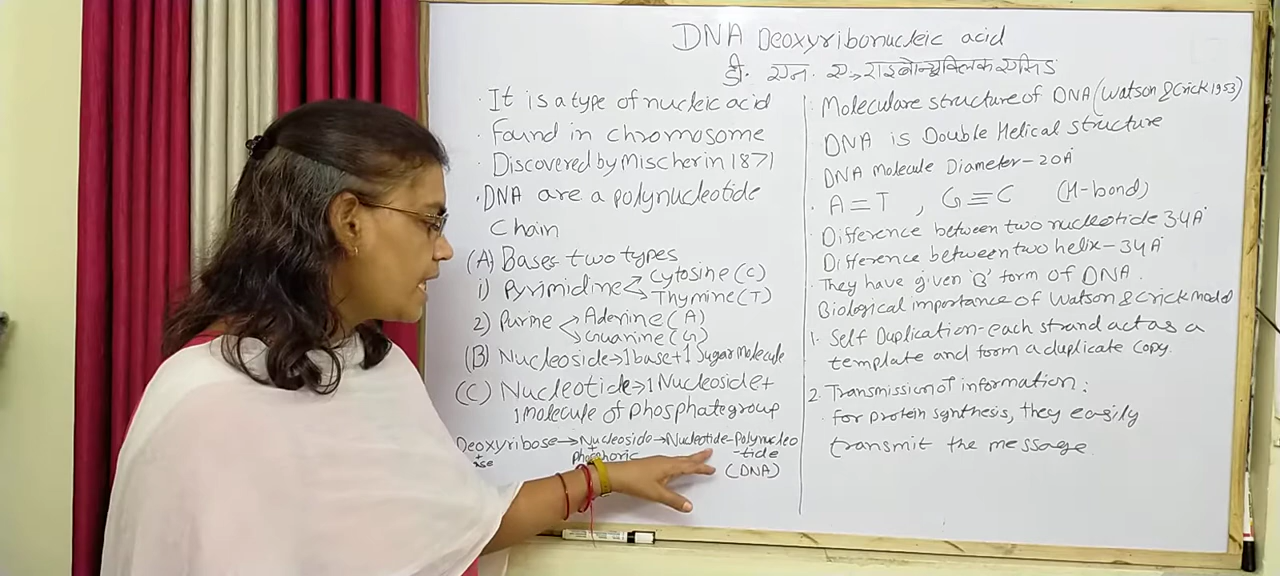 DNA Deoxyribonucleic acid
डी. एन. ए → राइबोन्यूक्लिक एसिड
· It is a type of nucleic acid
· Found in chromosome
· Discovered by Mischer in 1871
· DNA are a polynucleotide
Chain
(A) Bases two types
1) Pyrimidine < Cytosine (C)
Thymine (T)
2) Purine < Adenine (A)
Guanine (G)
(B) Nucleoside → 1 base + 1 Sugar molecule
(C) Nucleotide → 1 Nucleoside +
1 molecule of phosphate group
Deoxyribose → Nucleoside → Nucleotide - Polynucleo
+ + -tide
Phosphoric
(DNA)
· Moleculare structure of DNA (Watson & Crick 1953)
DNA is Double Helical structure
DNA Molecule Diameter - 20A°
· A = T , G ≡ C (H-bond)
· Difference between two nucleotide 3.4 A°
Difference between two helix - 34 A°
· They have given 'B' form of DNA.
Biological importance of Watson & Crick model
1. Self Duplication - each strand act as a
template and form a duplicate copy.
2. Transmission of information:
· for protein synthesis, they easily
transmit the message.